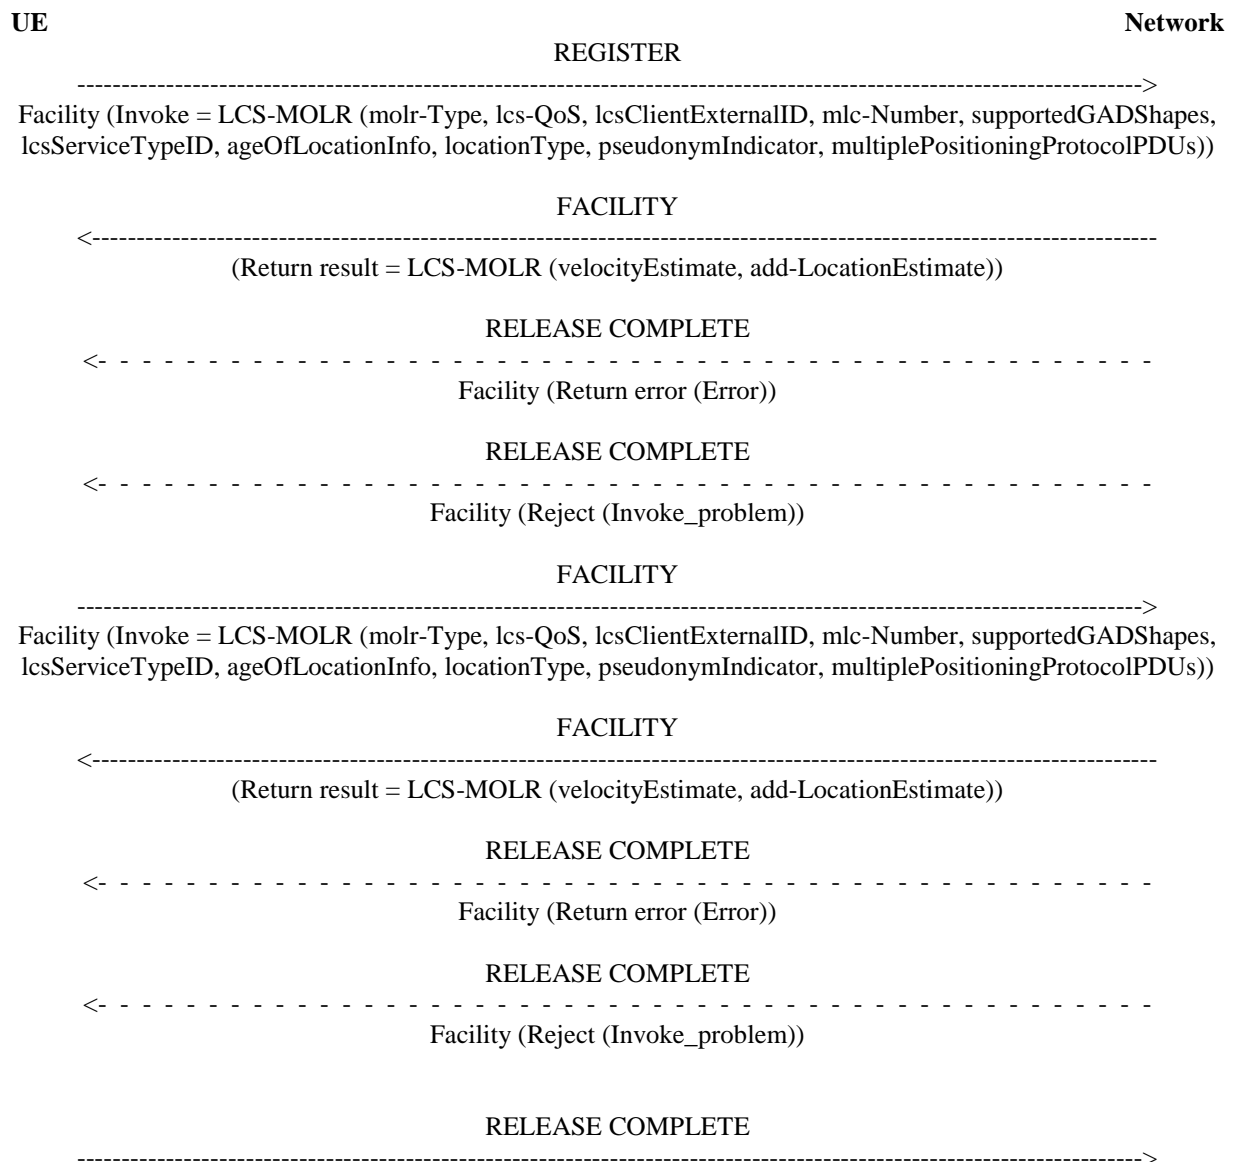 UE Network
REGISTER
------------------------------------------------------------------------------------------------------------------------>
Facility (Invoke = LCS-MOLR (molr-Type, lcs-QoS, lcsClientExternalID, mlc-Number, supportedGADShapes,
lcsServiceTypeID, ageOfLocationInfo, locationType, pseudonymIndicator, multiplePositioningProtocolPDUs))
FACILITY
<------------------------------------------------------------------------------------------------------------------------
(Return result = LCS-MOLR (velocityEstimate, add-LocationEstimate))
RELEASE COMPLETE
<- - - - - - - - - - - - - - - - - - - - - - - - - - - - - - - - - - - - - - - - - - - - - -
Facility (Return error (Error))
RELEASE COMPLETE
<- - - - - - - - - - - - - - - - - - - - - - - - - - - - - - - - - - - - - - - - - - - - - -
Facility (Reject (Invoke_problem))
FACILITY
------------------------------------------------------------------------------------------------------------------------>
Facility (Invoke = LCS-MOLR (molr-Type, lcs-QoS, lcsClientExternalID, mlc-Number, supportedGADShapes,
lcsServiceTypeID, ageOfLocationInfo, locationType, pseudonymIndicator, multiplePositioningProtocolPDUs))
FACILITY
<------------------------------------------------------------------------------------------------------------------------
(Return result = LCS-MOLR (velocityEstimate, add-LocationEstimate))
RELEASE COMPLETE
<- - - - - - - - - - - - - - - - - - - - - - - - - - - - - - - - - - - - - - - - - - - - - -
Facility (Return error (Error))
RELEASE COMPLETE
<- - - - - - - - - - - - - - - - - - - - - - - - - - - - - - - - - - - - - - - - - - - - - -
Facility (Reject (Invoke_problem))
RELEASE COMPLETE
------------------------------------------------------------------------------------------------------------------------>